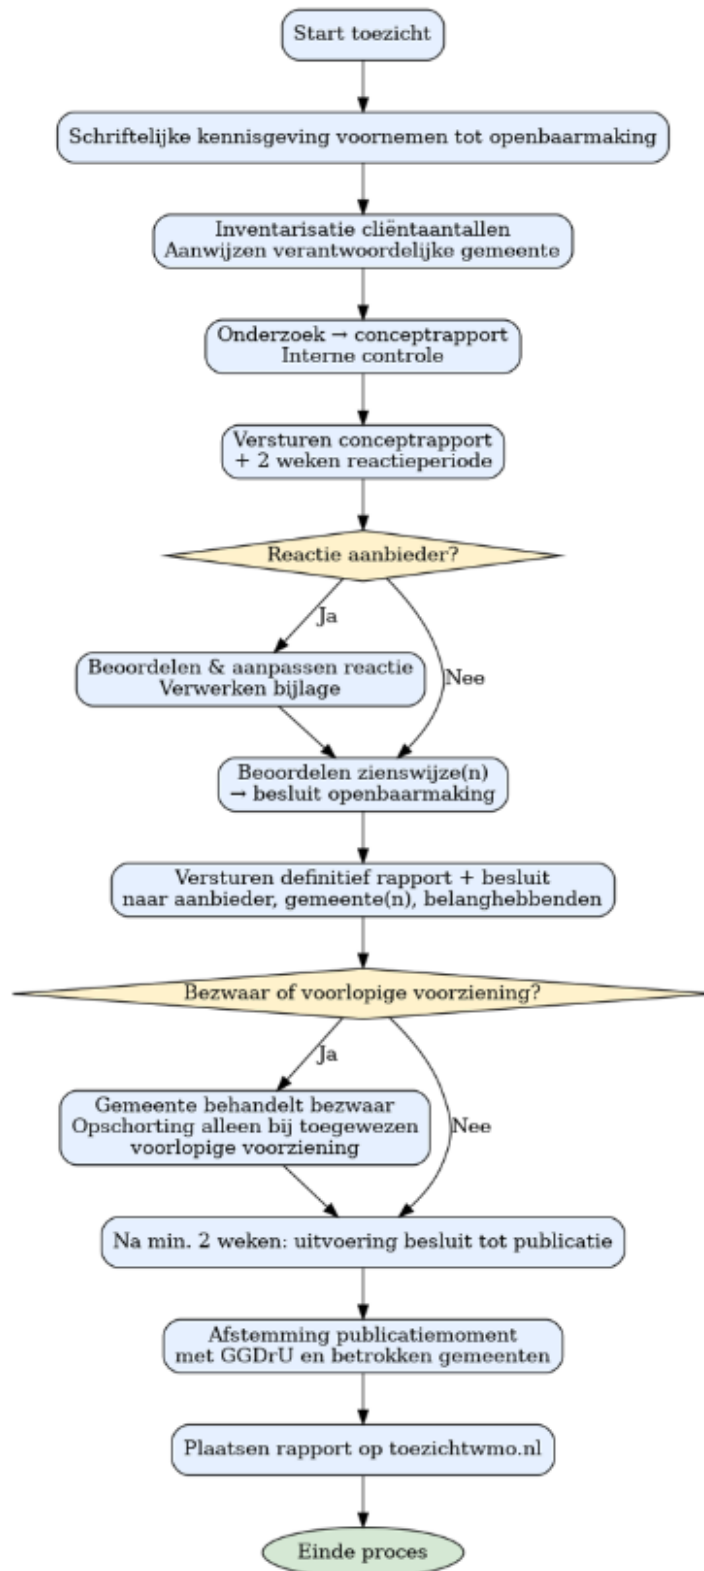 Start toezicht
Schriftelijke kennisgeving voornemen tot openbaarmaking
Inventarisatie cliëntaantallen
Aanwijzen verantwoordelijke gemeente
Onderzoek → conceptrapport
Interne controle
Versturen conceptrapport
+ 2 weken reactieperiode
Reactie aanbieder?
Ja
Beoordelen & aanpassen reactie
Verwerken bijlage
Nee
Beoordelen zienswijze(n)
→ besluit openbaarmaking
Versturen definitief rapport + besluit
naar aanbieder, gemeente(n), belanghebbenden
Bezwaar of voorlopige voorziening?
Ja
Gemeente behandelt bezwaar
Opschorting alleen bij toegewezen
voorlopige voorziening
Nee
Na min. 2 weken: uitvoering besluit tot publicatie
Afstemming publicatiemoment
met GGDrU en betrokken gemeenten
Plaatsen rapport op toezichtwmo.nl
Einde proces